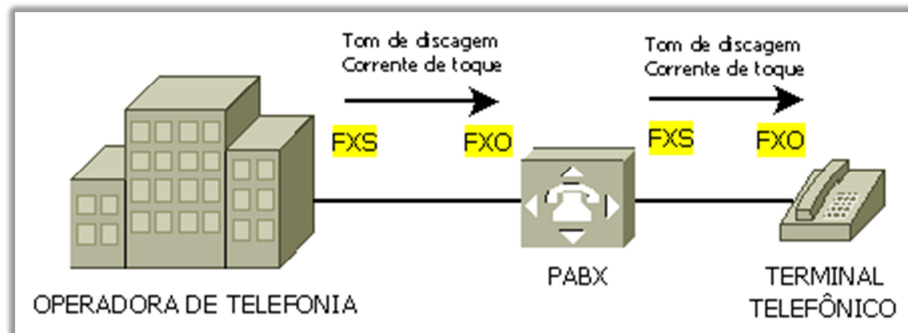 Tom de discagem
Corrente de toque
Tom de discagem
Corrente de toque
FXS
FXO
FXS
FXO
OPERADORA DE TELEFONIA
PABX
TERMINAL
TELEFÔNICO